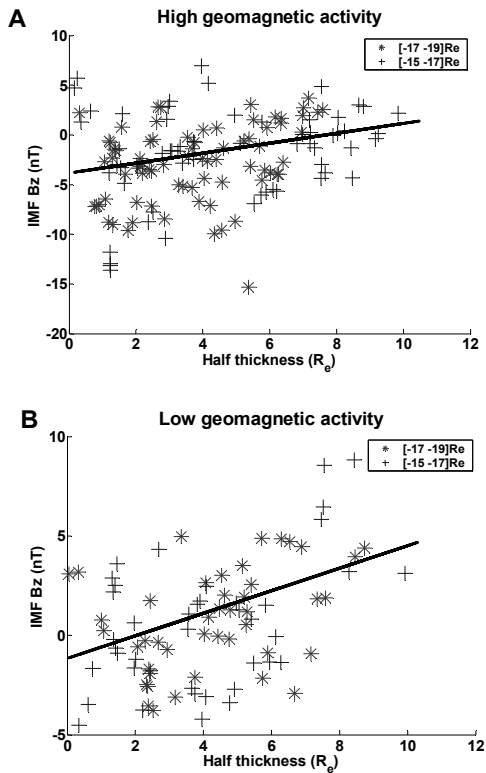 A
High geomagnetic activity
10
5
0
-5
-10
-15
-20
IMF Bz (nT)
[-17 -19]Re
[-15 -17]Re
0 2 4 6 8 10 12
Half thickness (Re)
B
Low geomagnetic activity
10
5
0
-5
IMF Bz (nT)
[-17 -19]Re
[-15 -17]Re
0 2 4 6 8 10 12
Half thickness (Re)